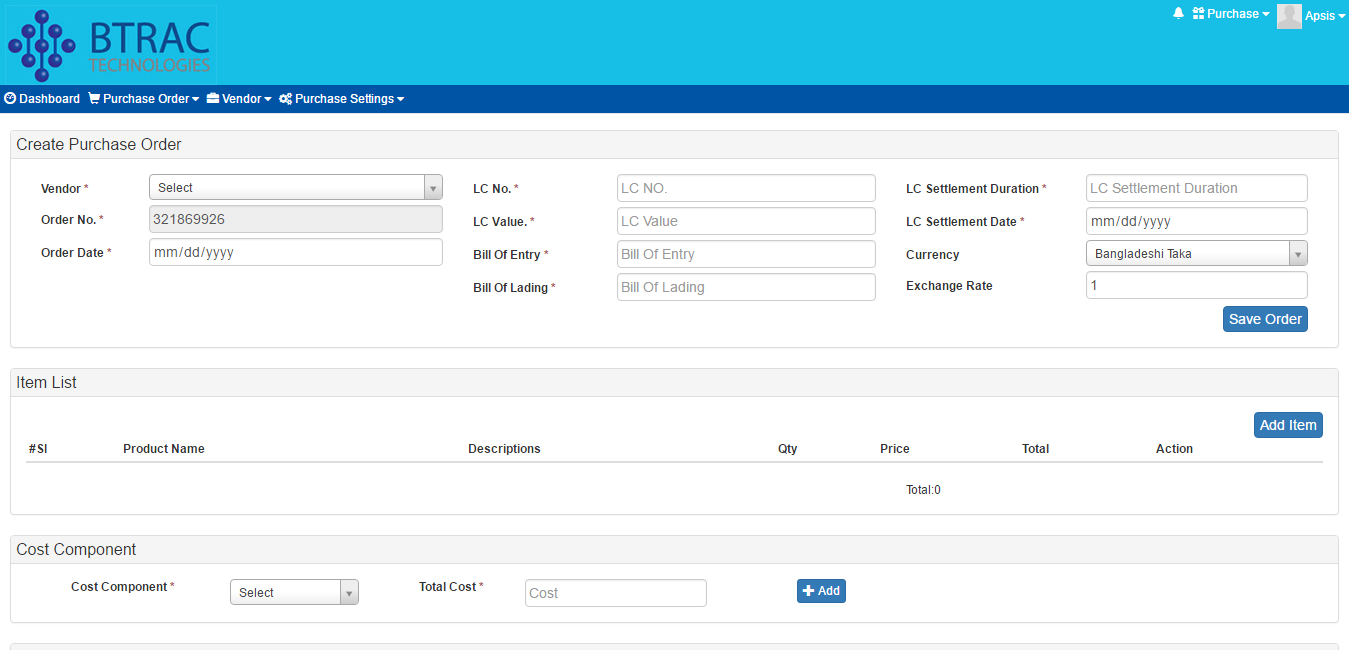 BTRAC
TECHNOLOGIES
Purchase Apsis
Dashboard Purchase Order Vendor Purchase Settings
Create Purchase Order
Vendor * Select LC No. * LC NO. LC Settlement Duration * LC Settlement Duration
Order No. * 321869926 LC Value. * LC Value LC Settlement Date * mm/dd/yyyy
Order Date * mm/dd/yyyy Bill Of Entry * Bill Of Entry Currency Bangladeshi Taka
Bill Of Lading * Bill Of Lading Exchange Rate 1
Save Order
Item List
Add Item
#Sl Product Name Descriptions Qty Price Total Action
Total:0
Cost Component
Cost Component * Select Total Cost * Cost Add